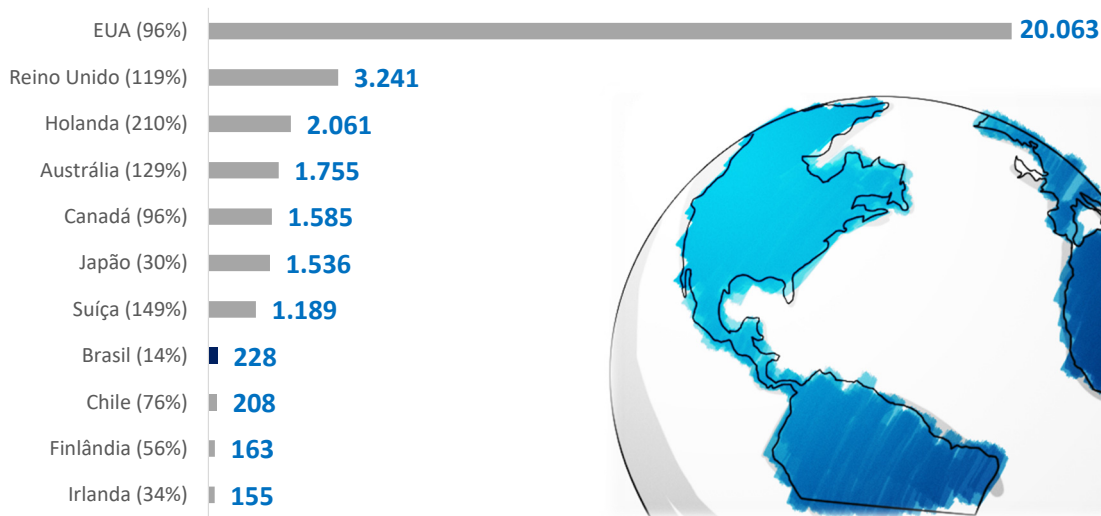 EUA (96%) 20.063
Reino Unido (119%) 3.241
Holanda (210%) 2.061
Austrália (129%) 1.755
Canadá (96%) 1.585
Japão (30%) 1.536
Suíça (149%) 1.189
Brasil (14%) 228
Chile (76%) 208
Finlândia (56%) 163
Irlanda (34%) 155